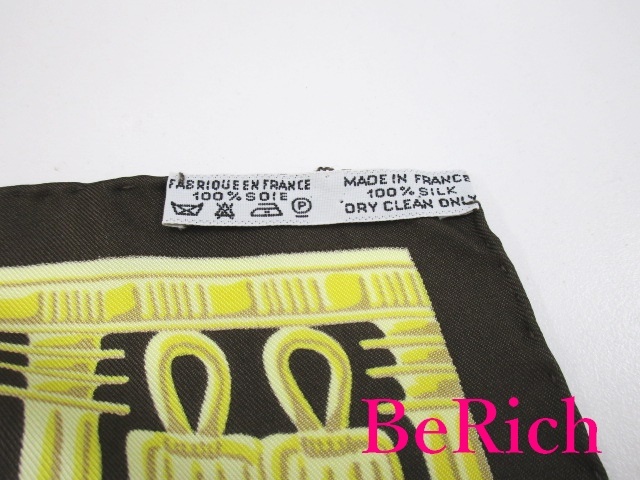 FABRIQUE EN FRANCE
100% SOIE
P
MADE IN FRANCE
100% SILK
DRY CLEAN ONLY
BeRich